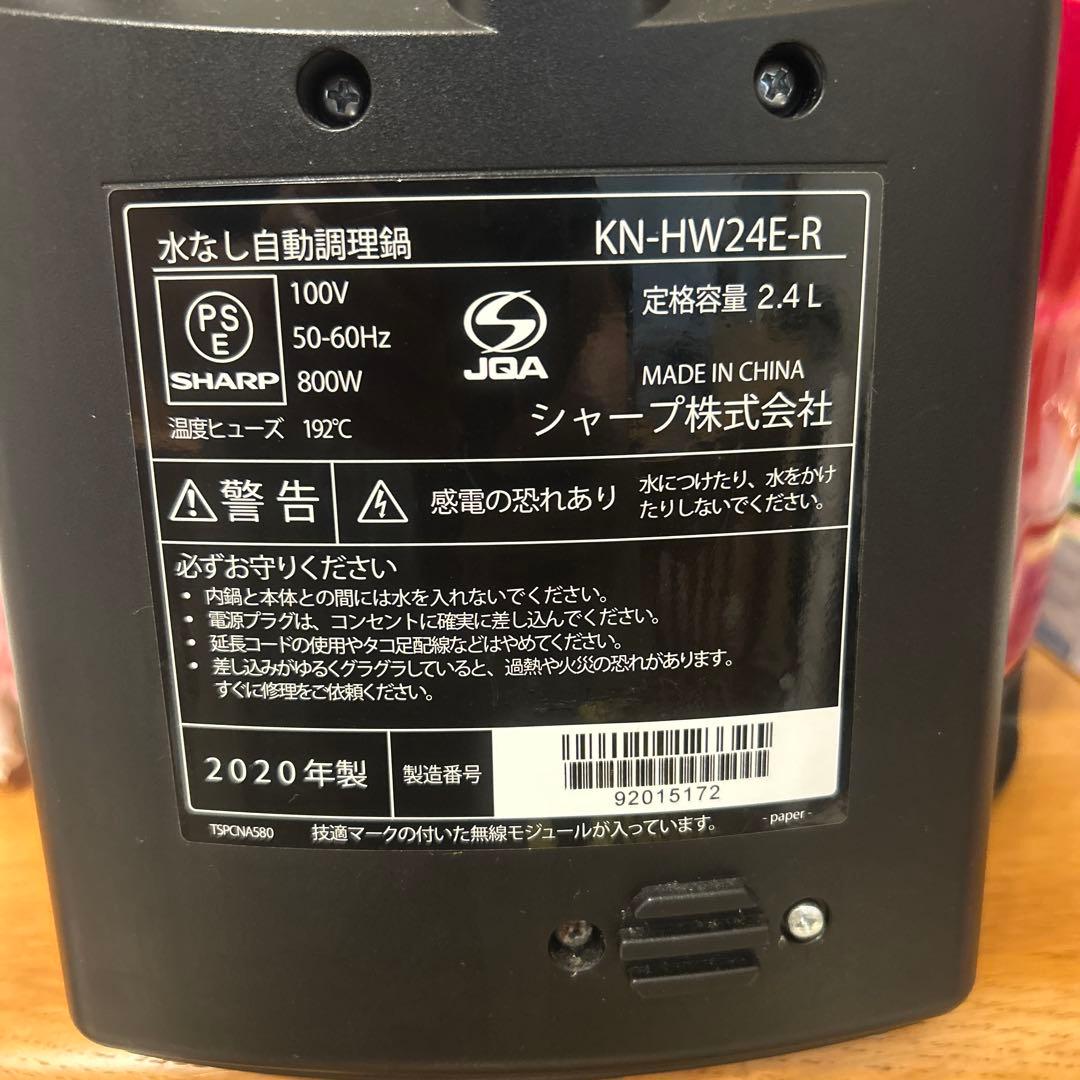 水なし自動調理鍋 KN-HW24E-R
PS
E
SHARP
100V
50-60Hz
800W
JQA
定格容量 2.4 L
MADE IN CHINA
シャープ株式会社
温度ヒューズ 192℃
警告
感電の恐れあり
水につけたり、水をかけ
たりしないでください。
必ずお守りください
・ 内鍋と本体との間には水を入れないでください。
・ 電源プラグは、コンセントに確実に差し込んでください。
・ 延長コードの使用やタコ足配線などはやめてください。
・ 差し込みがゆるくグラグラしていると、過熱や火災の恐れがあります。
すぐに修理をご依頼ください。
2020年製
製造番号
92015172
TSPCNA580 技適マークの付いた無線モジュールが入っています。 - paper -